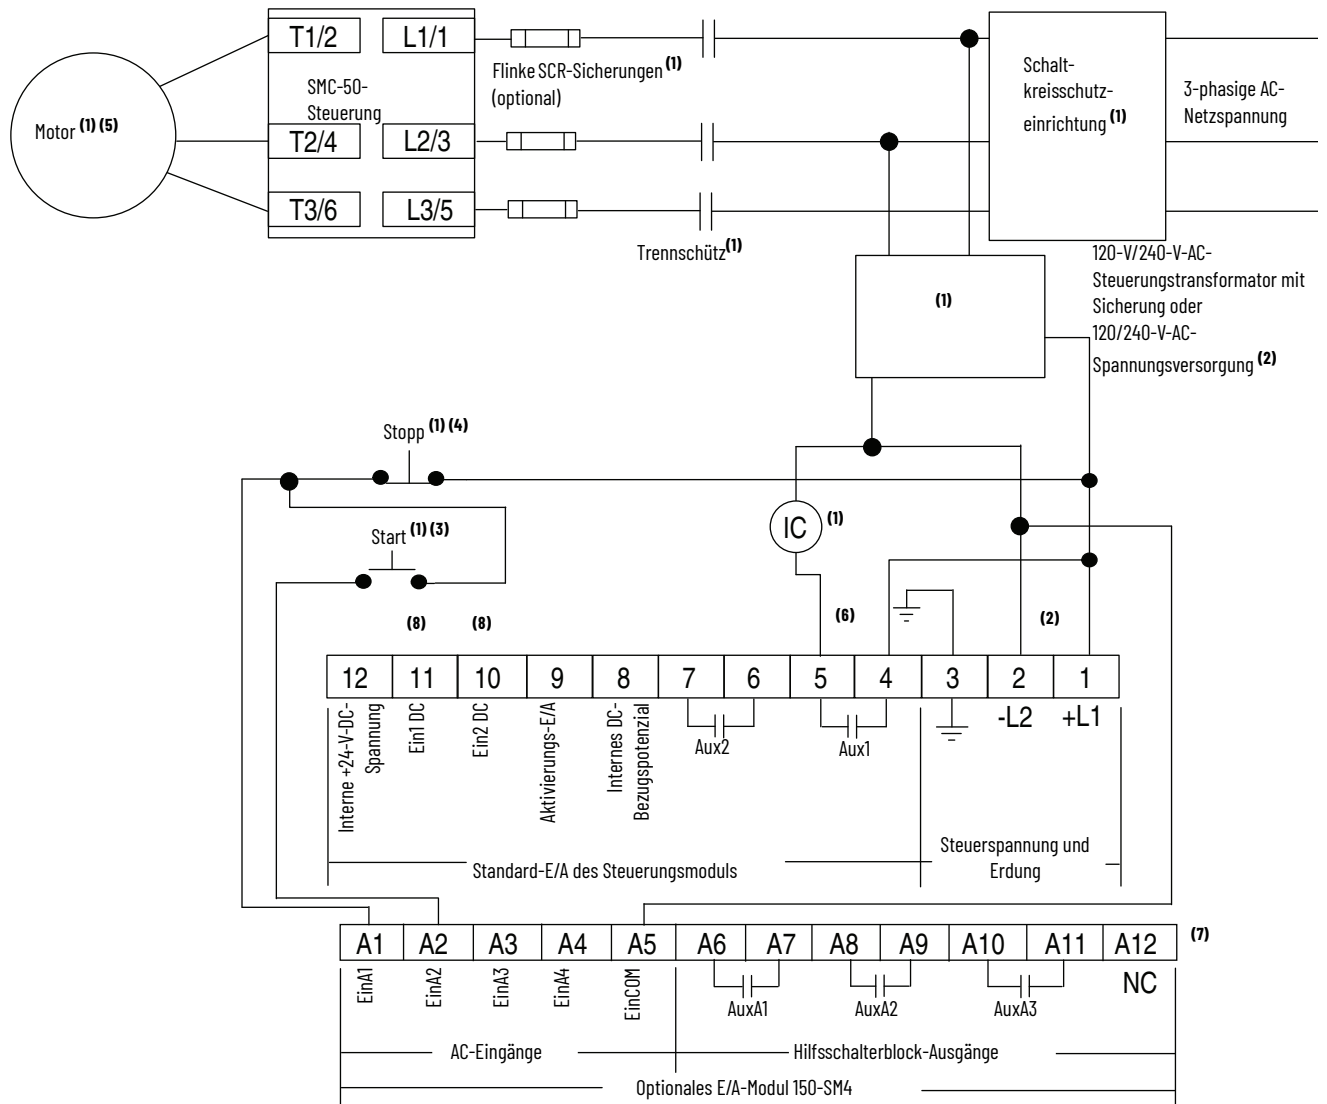 T1/2
L1/1
SMC-50-
Steuerung
T2/4
L2/3
T3/6
L3/5
Motor (1) (5)
Flinke SCR-Sicherungen (1)
(optional)
Trennschütz(1)
Schalt-
kreisschutz-
einrichtung (1)
3-phasige AC-
Netzspannung
(1)
120-V/240-V-AC-
Steuerungstransformator mit
Sicherung oder
120/240-V-AC-
Spannungsversorgung (2)
Stopp (1) (4)
Start (1) (3)
IC (1)
(8) (8) (6) (2)
12 11 10 9 8 7 6 5 4 3 2 1
Interne +24-V-DC-
Spannung
Ein1 DC
Ein2 DC
Aktivierungs-E/A
Internes DC-
Bezugspotenzial
Aux2
Aux1
-L2
+L1
Standard-E/A des Steuerungsmoduls
Steuerspannung und
Erdung
A1 A2 A3 A4 A5 A6 A7 A8 A9 A10 A11 A12 (7)
EinA1
EinA2
EinA3
EinA4
EinCOM
AuxA1
AuxA2
AuxA3
NC
AC-Eingänge
Hilfsschalterblock-Ausgänge
Optionales E/A-Modul 150-SM4